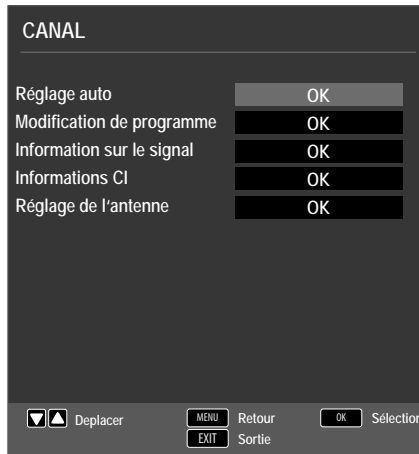 CANAL
Réglage auto OK
Modification de programme OK
Information sur le signal OK
Informations CI OK
Réglage de l'antenne OK
Deplacer MENU Retour OK Sélection
EXIT Sortie